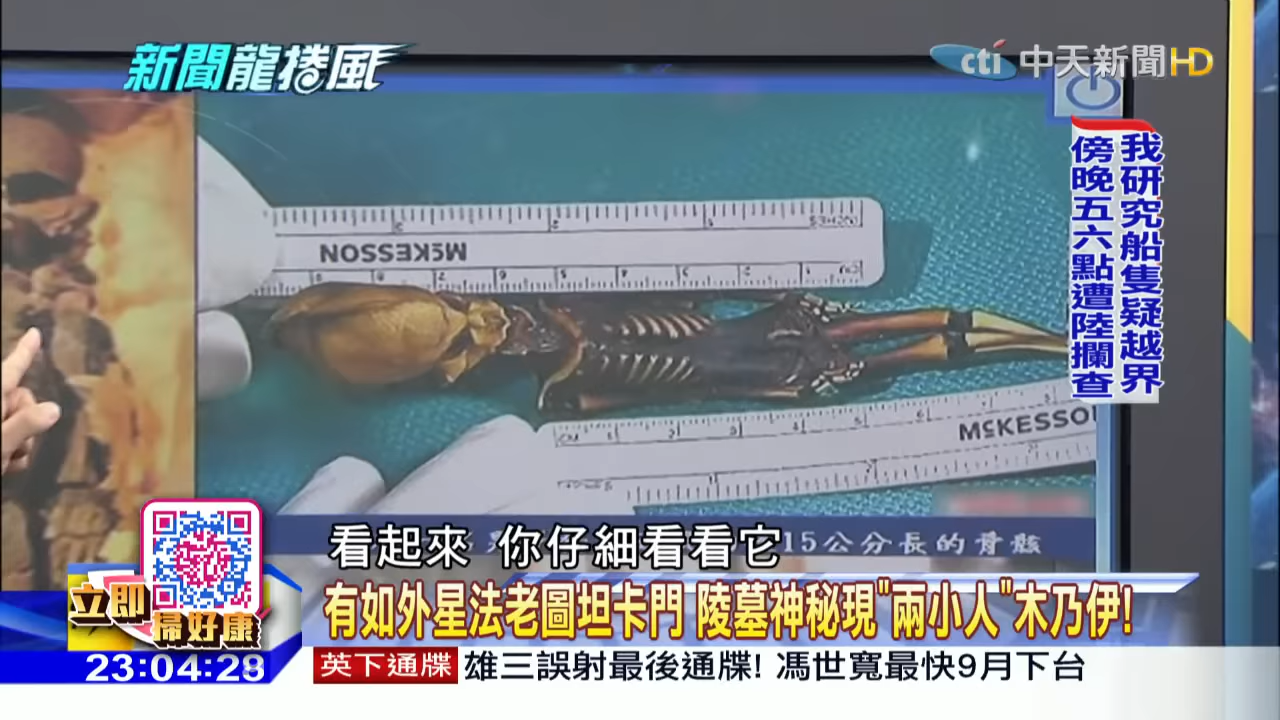 新聞龍捲風
cti 中天新聞HD
我研究船隻疑越界
傍晚五六點遭陸攔查
INCHES
McKESSON
CM
CM
McKESSO
15公分長的骨骸
看起來 你仔細看看它
有如外星法老圖坦卡門 陵墓神秘現"兩小人"木乃伊!
立即
掃好康
23:04:28
英下通牒 雄三誤射最後通牒! 馮世寬最快9月下台